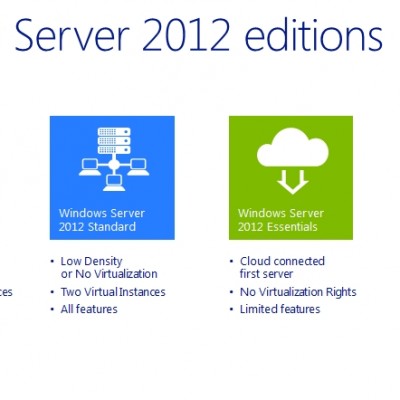 Server 2012 editions
Windows Server
2012 Standard
• Low Density
or No Virtualization
• Two Virtual Instances
• All features
Windows Server
2012 Essentials
• Cloud connected
first server
• No Virtualization Rights
• Limited features